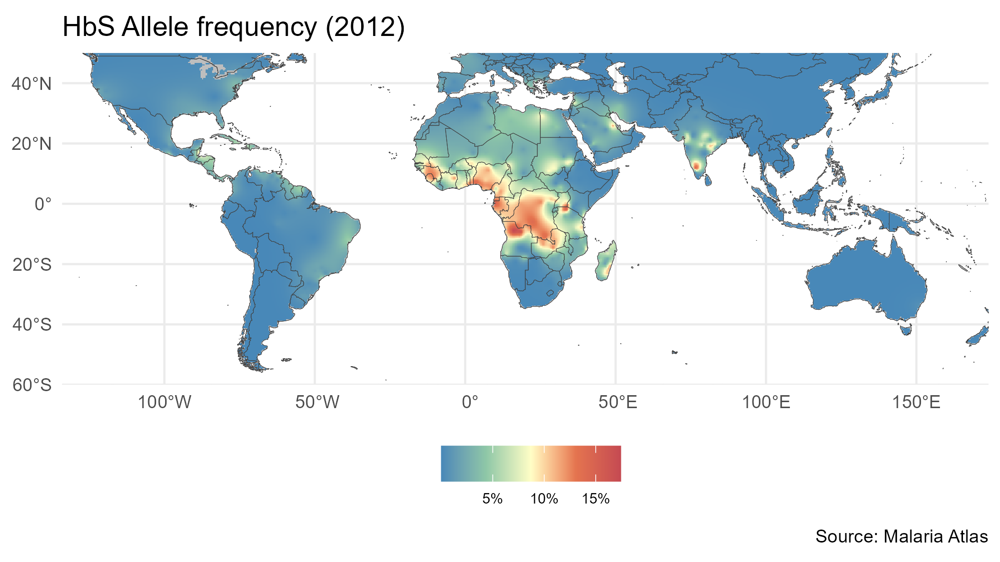 HbS Allele frequency (2012)
40°N
20°N
0°
20°S
40°S
60°S
100°W 50°W 0° 50°E 100°E 150°E
5% 10% 15%
Source: Malaria Atlas